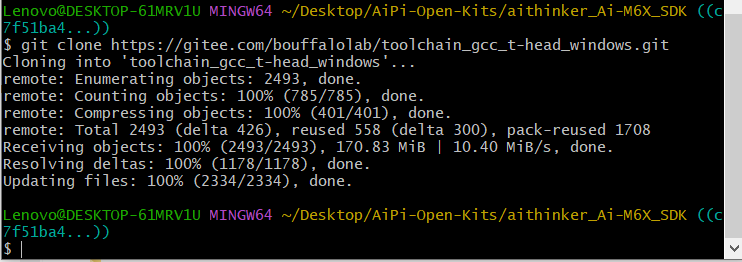 Lenovo@DESKTOP-61MRV1U MINGW64 ~/Desktop/AiPi-Open-Kits/aithinker_Ai-M6X_SDK ((c
7f51ba4...))
$ git clone https://gitee.com/bouffalolab/toolchain_gcc_t-head_windows.git
Cloning into 'toolchain_gcc_t-head_windows'...
remote: Enumerating objects: 2493, done.
remote: Counting objects: 100% (785/785), done.
remote: Compressing objects: 100% (401/401), done.
remote: Total 2493 (delta 426), reused 558 (delta 300), pack-reused 1708
Receiving objects: 100% (2493/2493), 170.83 MiB | 10.40 MiB/s, done.
Resolving deltas: 100% (1178/1178), done.
Updating files: 100% (2334/2334), done.
Lenovo@DESKTOP-61MRV1U MINGW64 ~/Desktop/AiPi-Open-Kits/aithinker_Ai-M6X_SDK ((c
7f51ba4...))
$